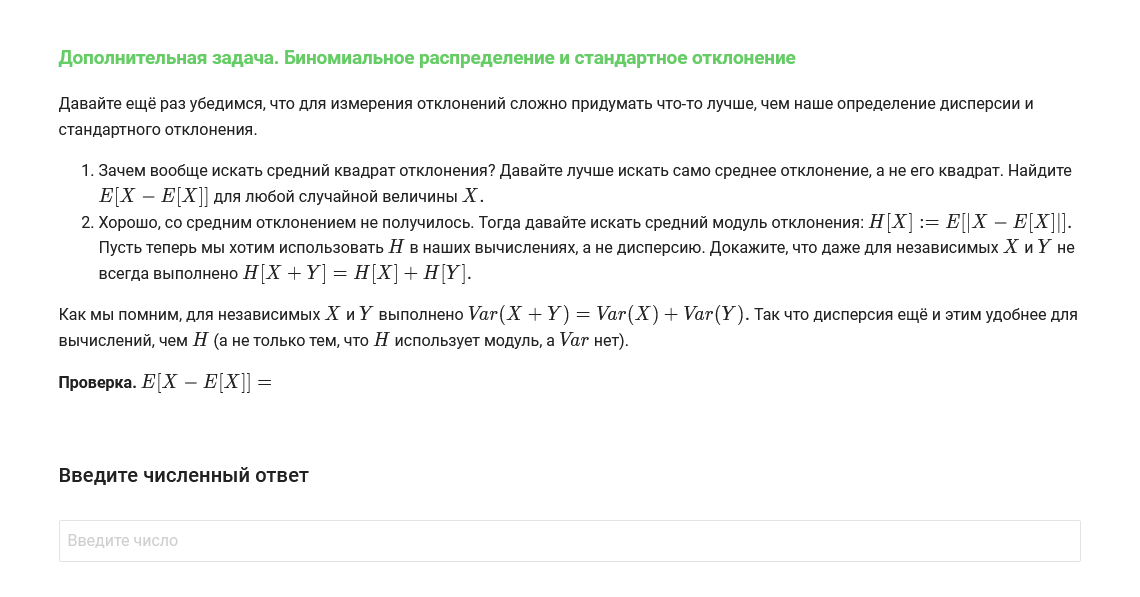 Дополнительная задача. Биномиальное распределение и стандартное отклонение
Давайте ещё раз убедимся, что для измерения отклонений сложно придумать что-то лучше, чем наше определение дисперсии и
стандартного отклонения.
1. Зачем вообще искать средний квадрат отклонения? Давайте лучше искать само среднее отклонение, а не его квадрат. Найдите
E[X − E[X]] для любой случайной величины X.
2. Хорошо, со средним отклонением не получилось. Тогда давайте искать средний модуль отклонения: H[X] := E[|X − E[X]|].
Пусть теперь мы хотим использовать H в наших вычислениях, а не дисперсию. Докажите, что даже для независимых X и Y не
всегда выполнено H[X + Y] = H[X] + H[Y].
Как мы помним, для независимых X и Y выполнено Var(X + Y) = Var(X) + Var(Y). Так что дисперсия ещё и этим удобнее для
вычислений, чем H (а не только тем, что H использует модуль, а Var нет).
Проверка. E[X − E[X]] =
Введите численный ответ
Введите число